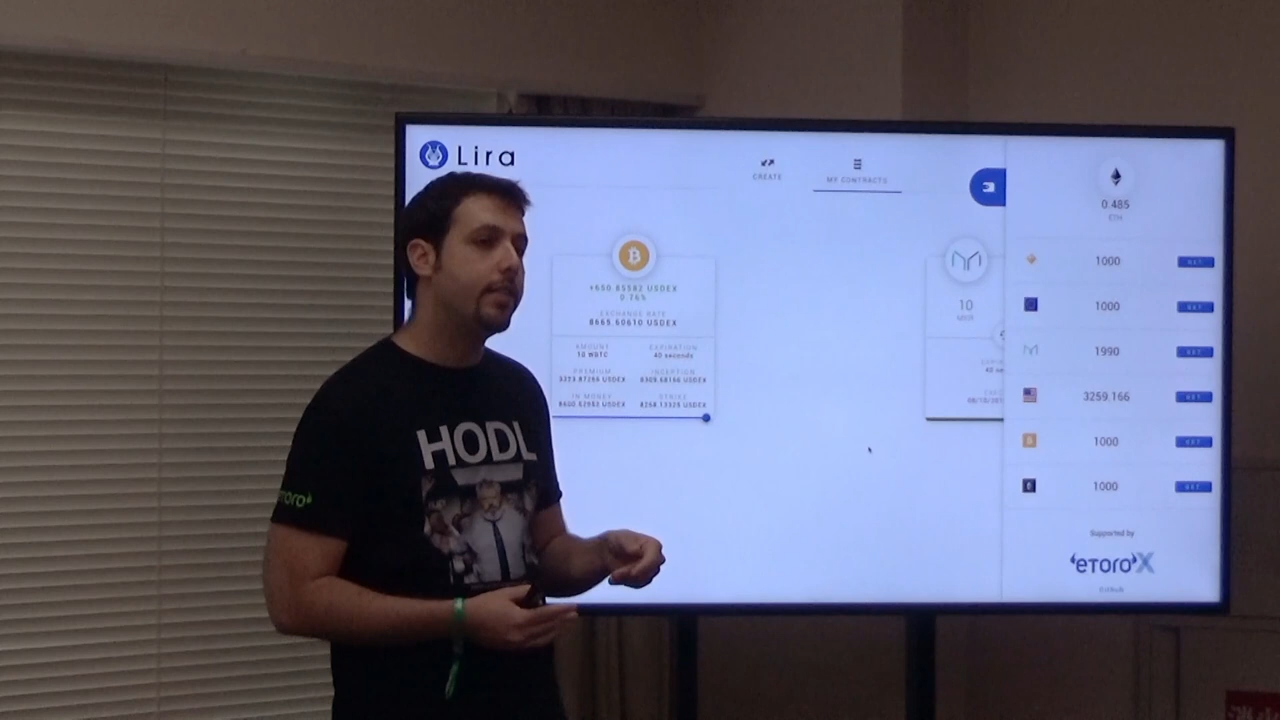 Lira
CREATE
MY CONTRACTS
0.485
ETH
+650.85582 USDEX
0.76%
EXCHANGE RATE
8665.60610 USDEX
AMOUNT
10 WBTC
EXPIRATION
40 seconds
PREMIUM
INCEPTION
IN MONEY
STRIKE
10
1000
1000
1990
3259.166
1000
1000
Supported by
eToroX
GitHub
HODL